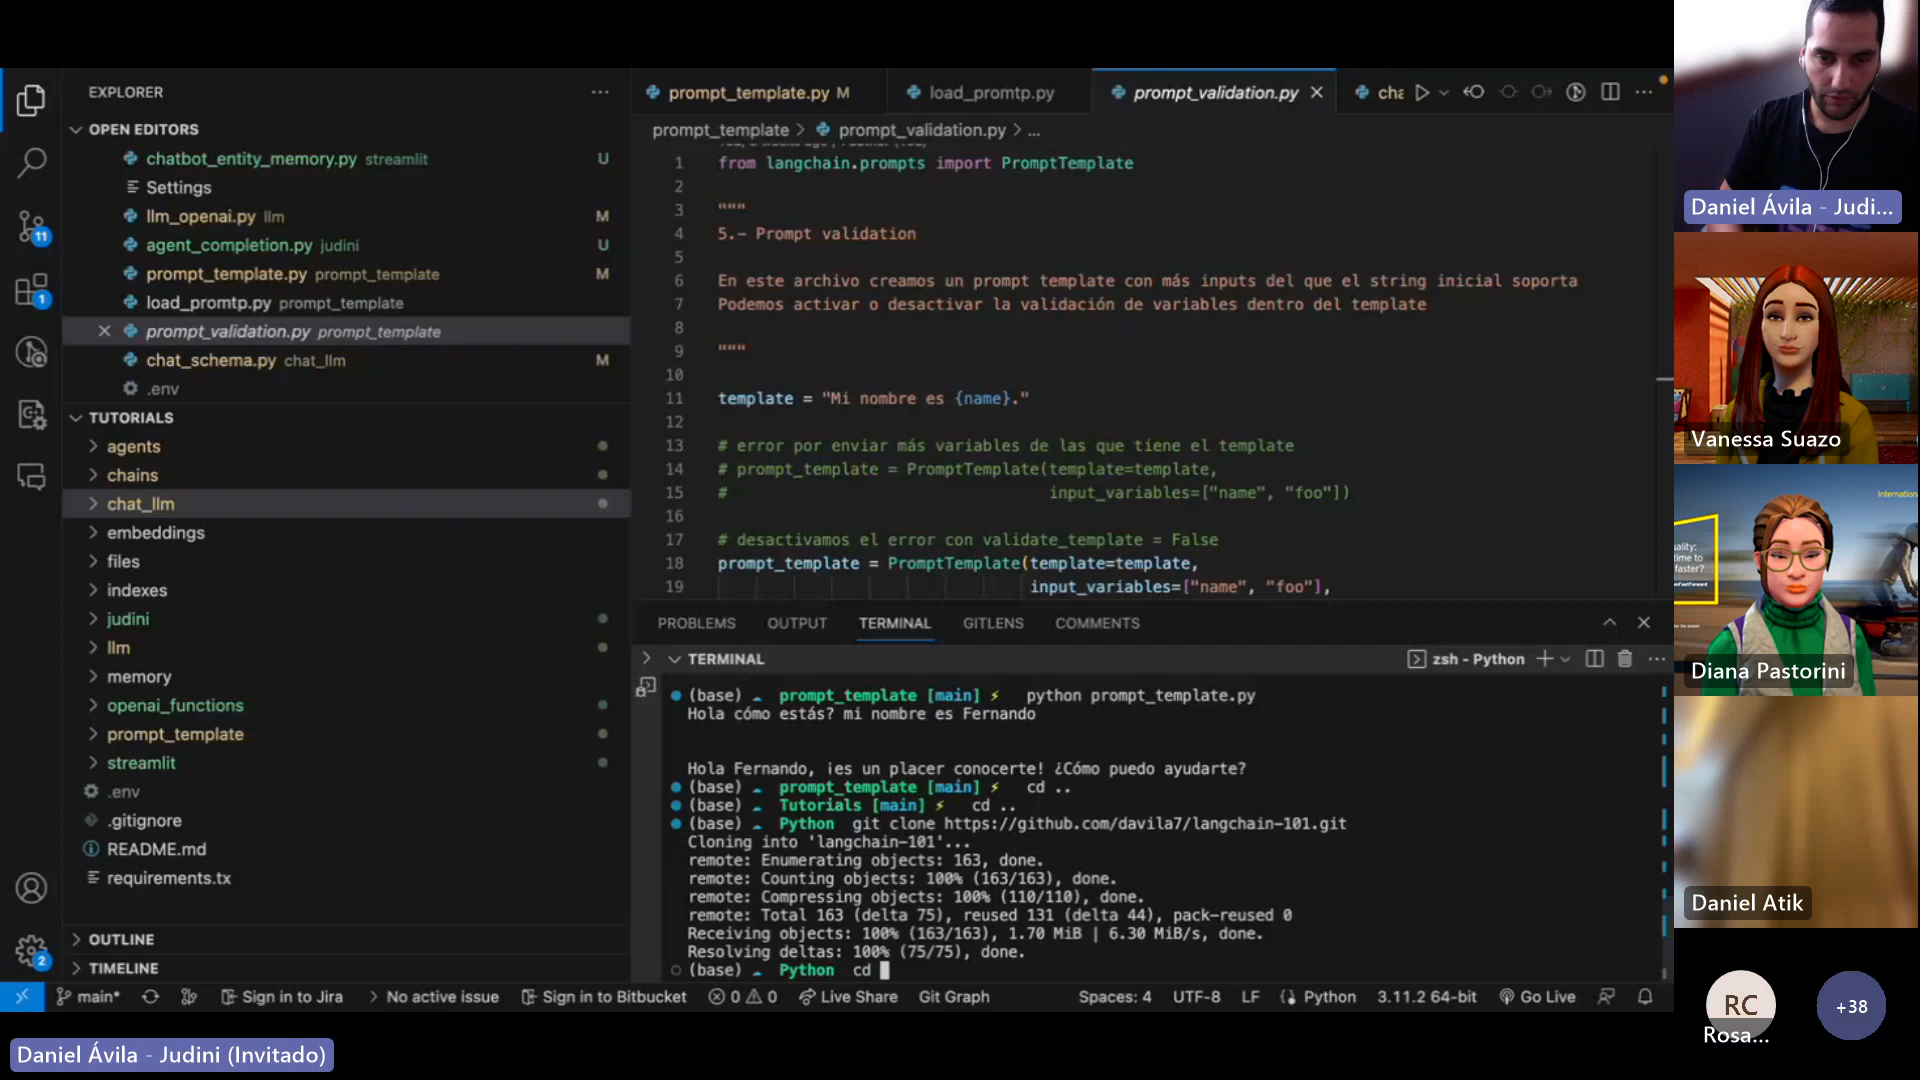 EXPLORER
OPEN EDITORS
chatbot_entity_memory.py streamlit U
Settings
llm_openai.py llm M
agent_completion.py judini U
prompt_template.py prompt_template M
load_promtp.py prompt_template
prompt_validation.py prompt_template
chat_schema.py chat_llm M
.env
TUTORIALS
agents
chains
chat_llm
embeddings
files
indexes
judini
llm
memory
openai_functions
prompt_template
streamlit
.env
.gitignore
README.md
requirements.tx
OUTLINE
TIMELINE
11
1
2
prompt_template.py M
load_promtp.py
prompt_validation.py
cha
prompt_template > prompt_validation.py > ...
1 from langchain.prompts import PromptTemplate
2
3 """
4 5.- Prompt validation
5
6 En este archivo creamos un prompt template con más inputs del que el string inicial soporta
7 Podemos activar o desactivar la validación de variables dentro del template
8
9 """
10
11 template = "Mi nombre es {name}."
12
13 # error por enviar más variables de las que tiene el template
14 # prompt_template = PromptTemplate(template=template,
15 # input_variables=["name", "foo"])
16
17 # desactivamos el error con validate_template = False
18 prompt_template = PromptTemplate(template=template,
19 input_variables=["name", "foo"],
PROBLEMS OUTPUT TERMINAL GITLENS COMMENTS
TERMINAL
zsh - Python
(base) prompt_template [main] ⚡ python prompt_template.py
Hola cómo estás? mi nombre es Fernando
Hola Fernando, ¡es un placer conocerte! ¿Cómo puedo ayudarte?
(base) prompt_template [main] ⚡ cd ..
(base) Tutorials [main] ⚡ cd ..
(base) Python git clone https://github.com/davila7/langchain-101.git
Cloning into 'langchain-101'...
remote: Enumerating objects: 163, done.
remote: Counting objects: 100% (163/163), done.
remote: Compressing objects: 100% (110/110), done.
remote: Total 163 (delta 75), reused 131 (delta 44), pack-reused 0
Receiving objects: 100% (163/163), 1.70 MiB | 6.30 MiB/s, done.
Resolving deltas: 100% (75/75), done.
(base) Python cd
main* Sign in to Jira No active issue Sign in to Bitbucket 0 0 Live Share Git Graph Spaces: 4 UTF-8 LF Python 3.11.2 64-bit Go Live
Daniel Ávila - Judini (Invitado)
Daniel Ávila - Judi...
Vanessa Suazo
Internation
ality:
time to
faster?
Diana Pastorini
Daniel Atik
RC
Rosa...
+38